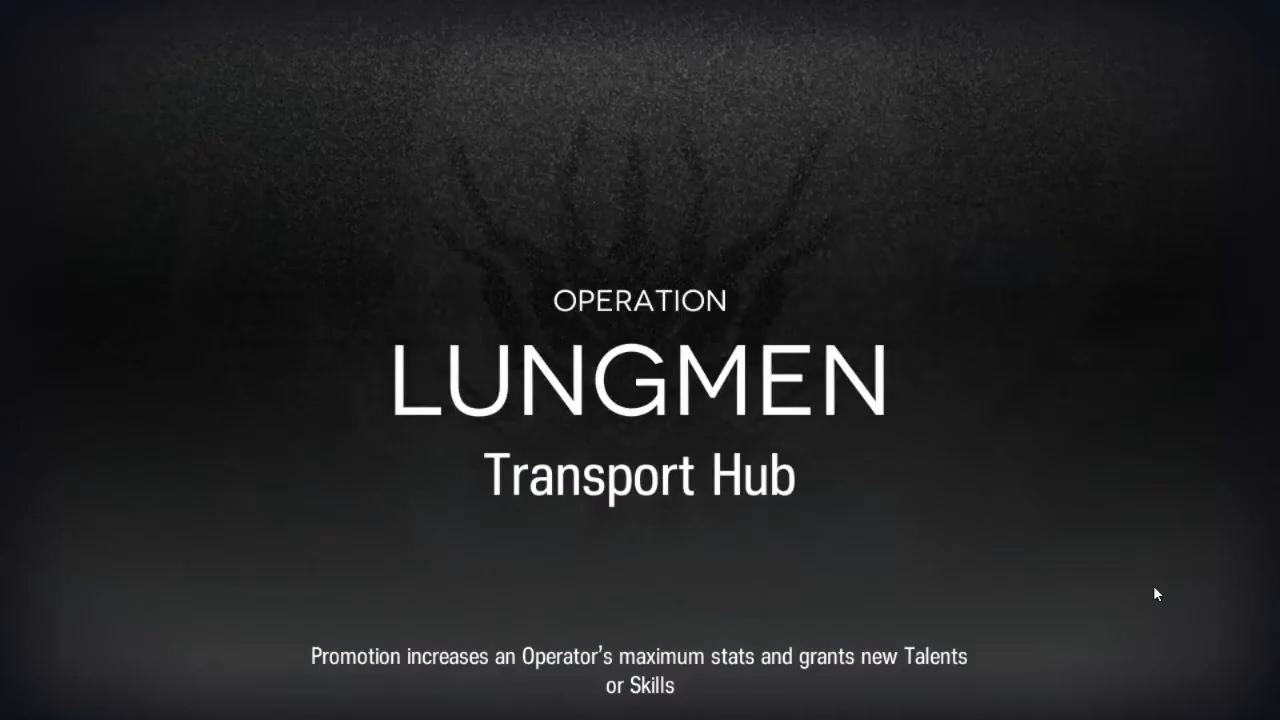 OPERATION
LUNGMEN
Transport Hub
Promotion increases an Operator's maximum stats and grants new Talents
or Skills